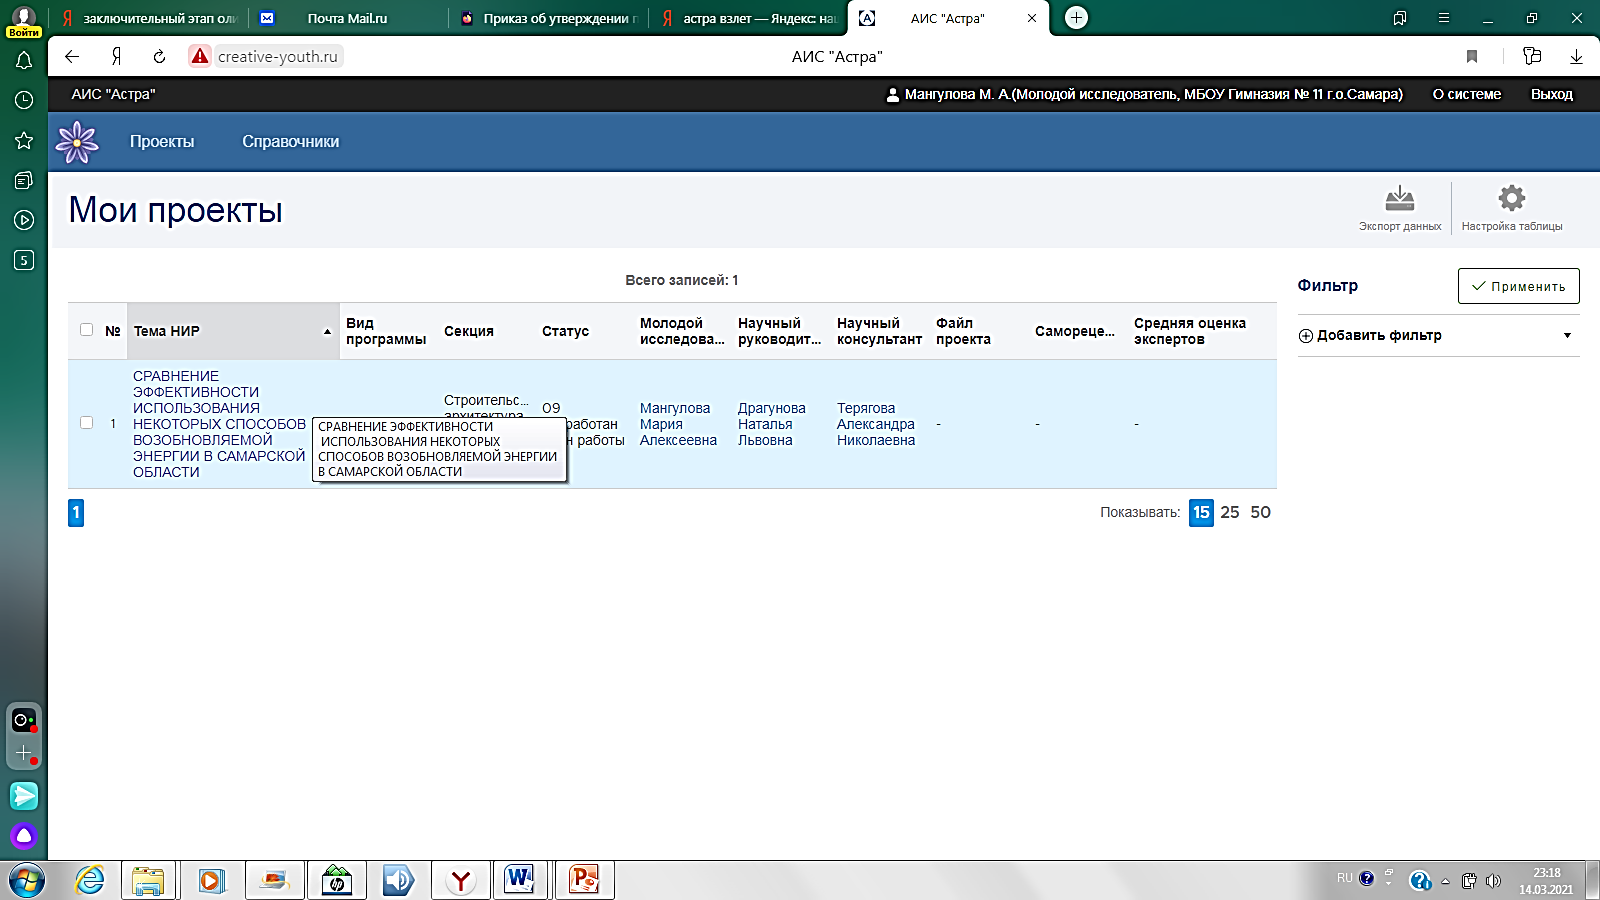 Войти
заключительный этап оли
Почта Mail.ru
Приказ об утверждении п
астра взлет — Яндекс: наш
АИС "Астра"
creative-youth.ru
АИС "Астра"
АИС "Астра"
Мангулова М. А.(Молодой исследователь, МБОУ Гимназия № 11 г.о.Самара)
О системе
Выход
Проекты
Справочники
Мои проекты
Экспорт данных
Настройка таблицы
Всего записей: 1
Фильтр
Применить
Добавить фильтр
№
Тема НИР
Вид
программы
Секция
Статус
Молодой
исследова...
Научный
руководит...
Научный
консультант
Файл
проекта
Самореце...
Средняя оценка
экспертов
1
СРАВНЕНИЕ
ЭФФЕКТИВНОСТИ
ИСПОЛЬЗОВАНИЯ
НЕКОТОРЫХ СПОСОБОВ
ВОЗОБНОВЛЯЕМОЙ
ЭНЕРГИИ В САМАРСКОЙ
ОБЛАСТИ
Строительс...
архитектура
09
работан
н работы
Мангулова
Мария
Алексеевна
Драгунова
Наталья
Львовна
Терягова
Александра
Николаевна
-
-
-
СРАВНЕНИЕ ЭФФЕКТИВНОСТИ
ИСПОЛЬЗОВАНИЯ НЕКОТОРЫХ
СПОСОБОВ ВОЗОБНОВЛЯЕМОЙ ЭНЕРГИИ
В САМАРСКОЙ ОБЛАСТИ
1
Показывать: 15 25 50
5
RU
23:18
14.03.2021